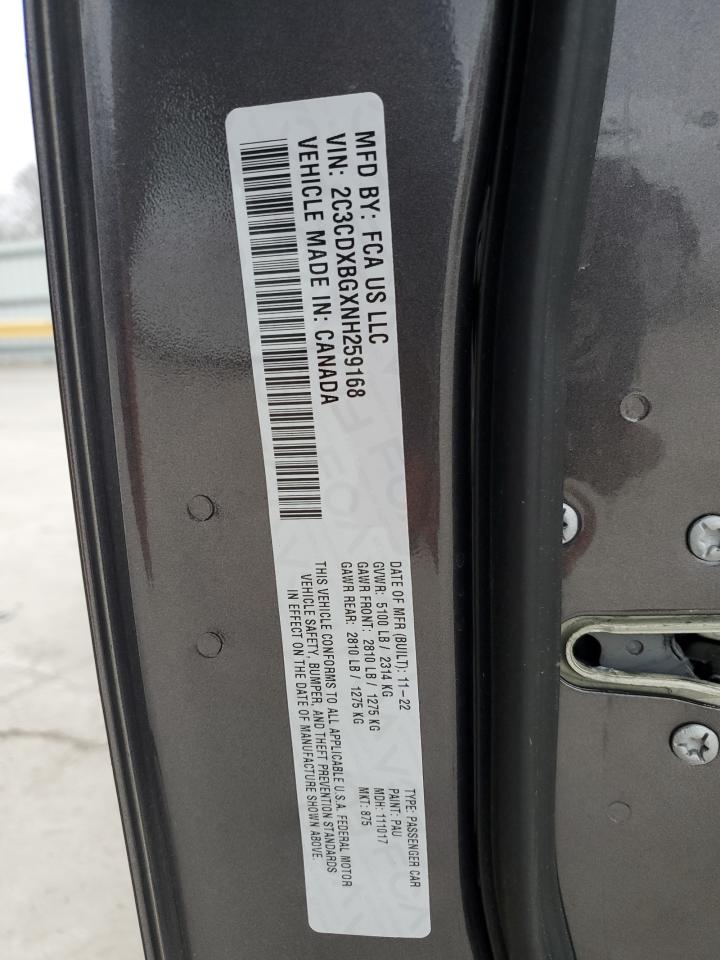 MFD BY: FCA US LLC
VIN: 2C3CDXBGXNH259168
VEHICLE MADE IN: CANADA
DATE OF MFR (BUILT): 11-22
GVWR: 5100 LB / 2314 KG
GAWR FRONT: 2810 LB / 1275 KG
GAWR REAR: 2810 LB / 1275 KG
TYPE: PASSENGER CAR
PAINT: PAU
MDH: 111017
MKT: 875
THIS VEHICLE CONFORMS TO ALL APPLICABLE U.S.A. FEDERAL MOTOR
VEHICLE SAFETY, BUMPER, AND THEFT PREVENTION STANDARDS
IN EFFECT ON THE DATE OF MANUFACTURE SHOWN ABOVE.